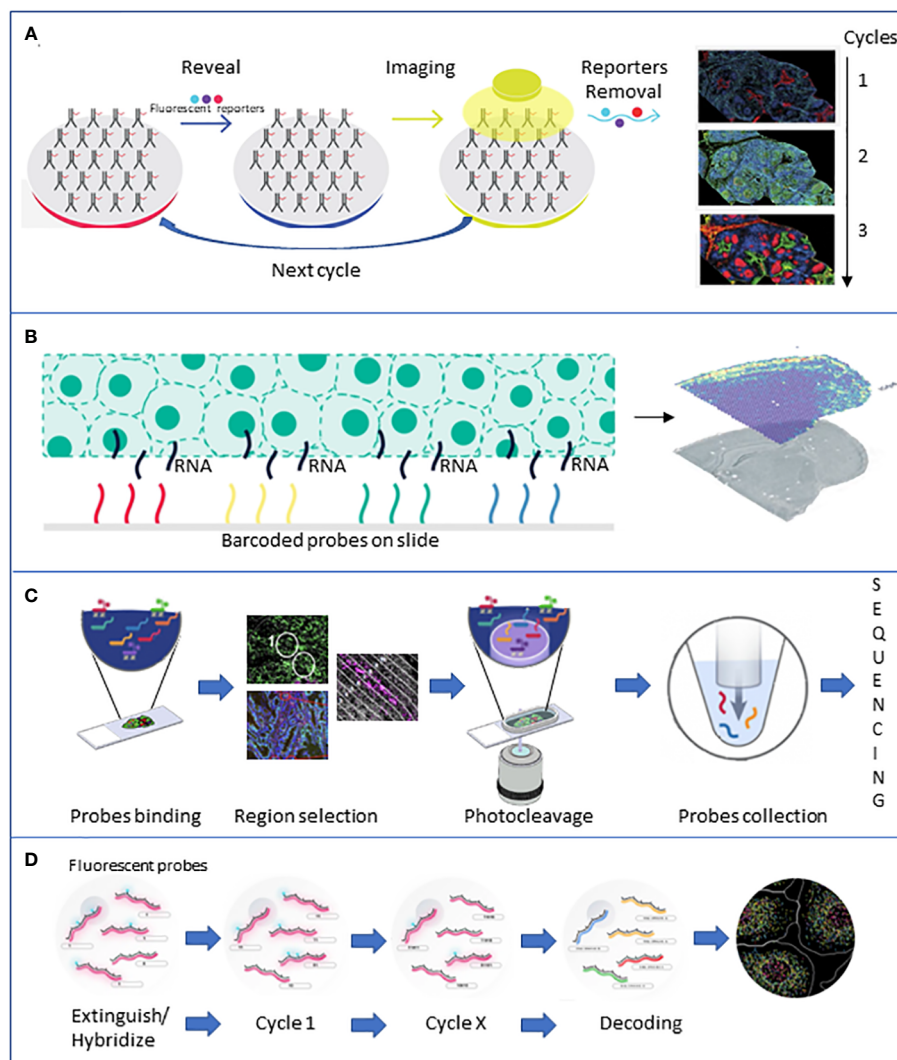 A
Reveal
Fluorescent reporters
Imaging
Reporters
Removal
Cycles
1
2
3
Next cycle
B
RNA
RNA
RNA
RNA
Barcoded probes on slide
C
1
SEQUENCING
Probes binding
Region selection
Photocleavage
Probes collection
D
Fluorescent probes
Extinguish/
Hybridize
Cycle 1
Cycle X
Decoding